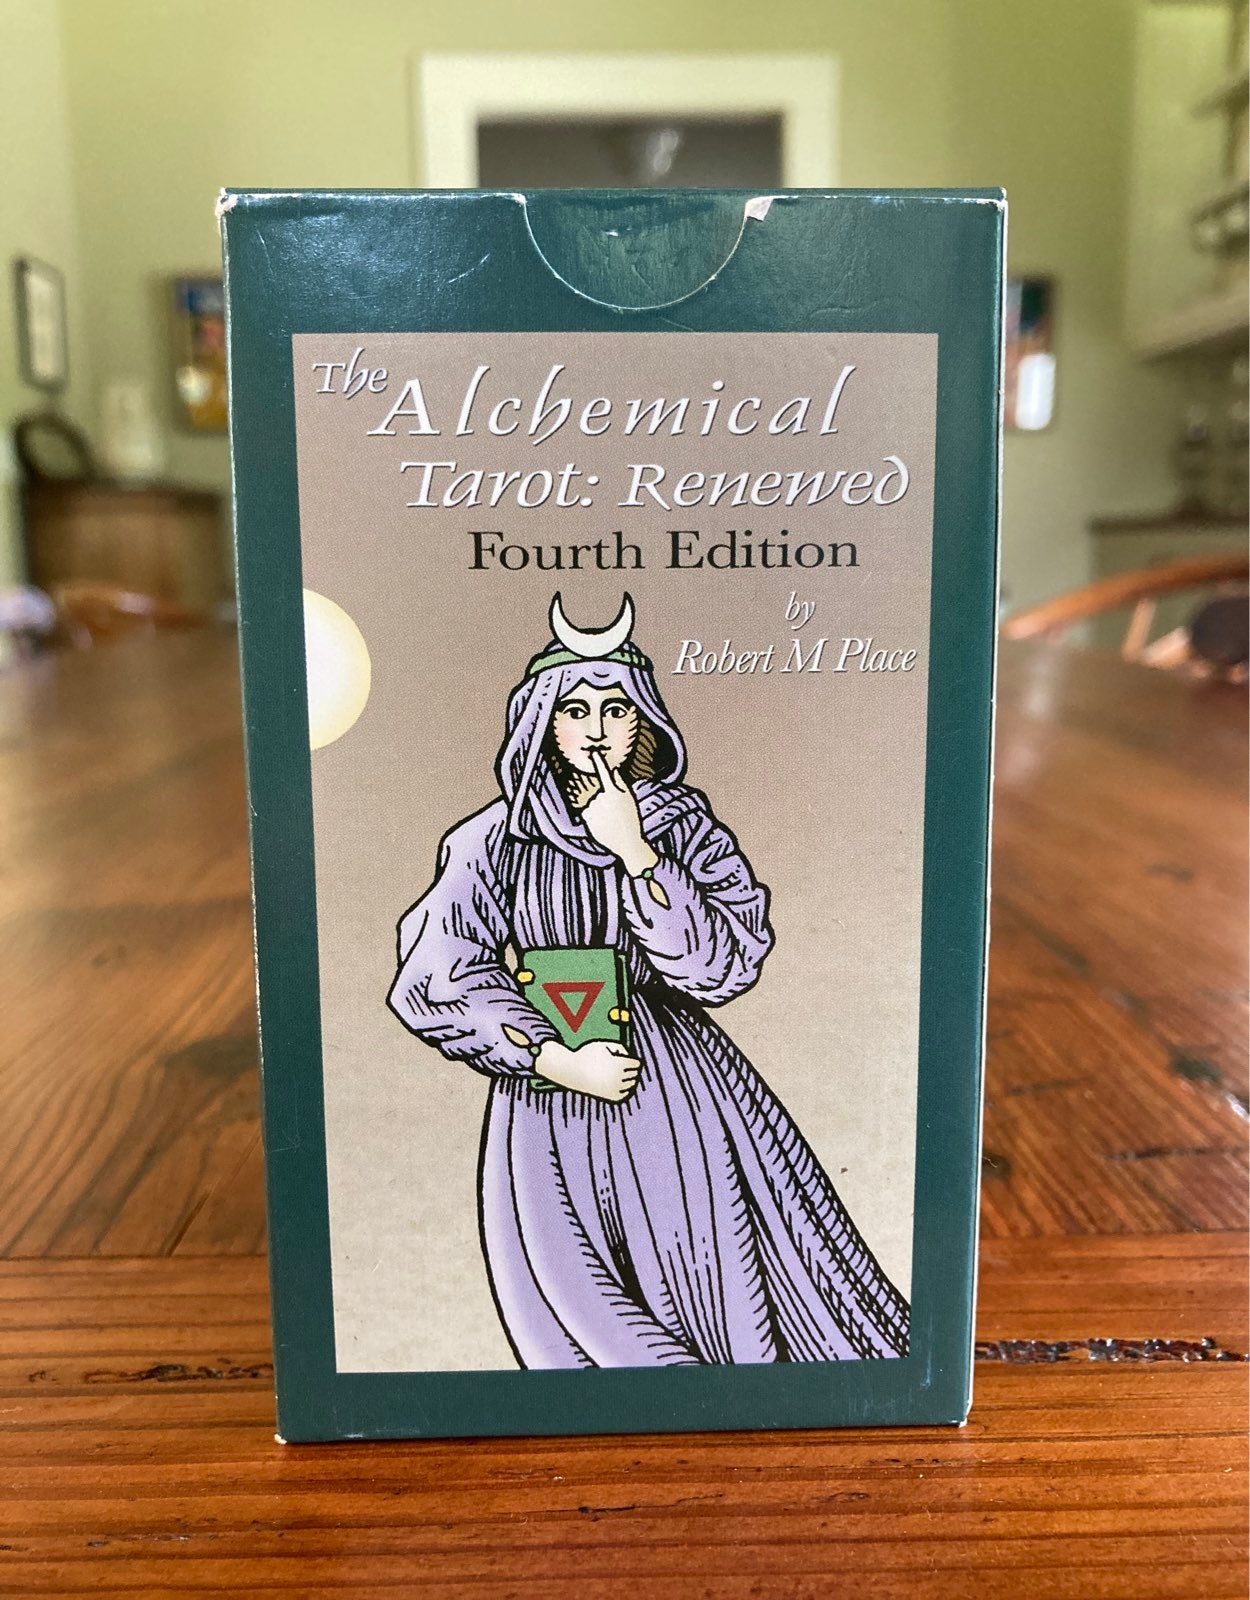 The
Alchemical
Tarot: Renewed
Fourth Edition
by
Robert M Place